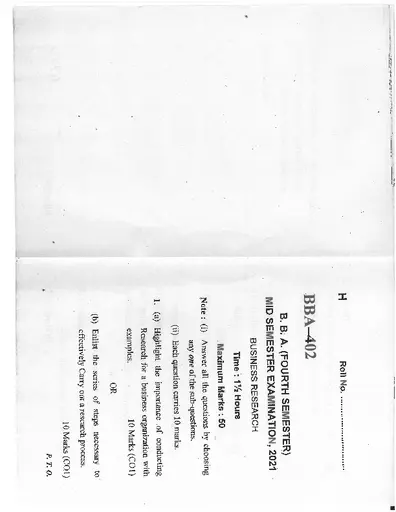 H
Roll No. ..............................
BBA–402
B. B. A. (FOURTH SEMESTER)
MID SEMESTER EXAMINATION, 2021
BUSINESS RESEARCH
Time : 1½ Hours
Maximum Marks : 50
Note : (i) Answer all the questions by choosing
any one of the sub-questions.
(ii) Each question carries 10 marks.
1. (a) Highlight the importance of conducting
Research for a business organization with
examples. 10 Marks (CO1)
OR
(b) Enlist the series of steps necessary to
effectively Carry out a research process.
10 Marks (CO1)
P. T. O.